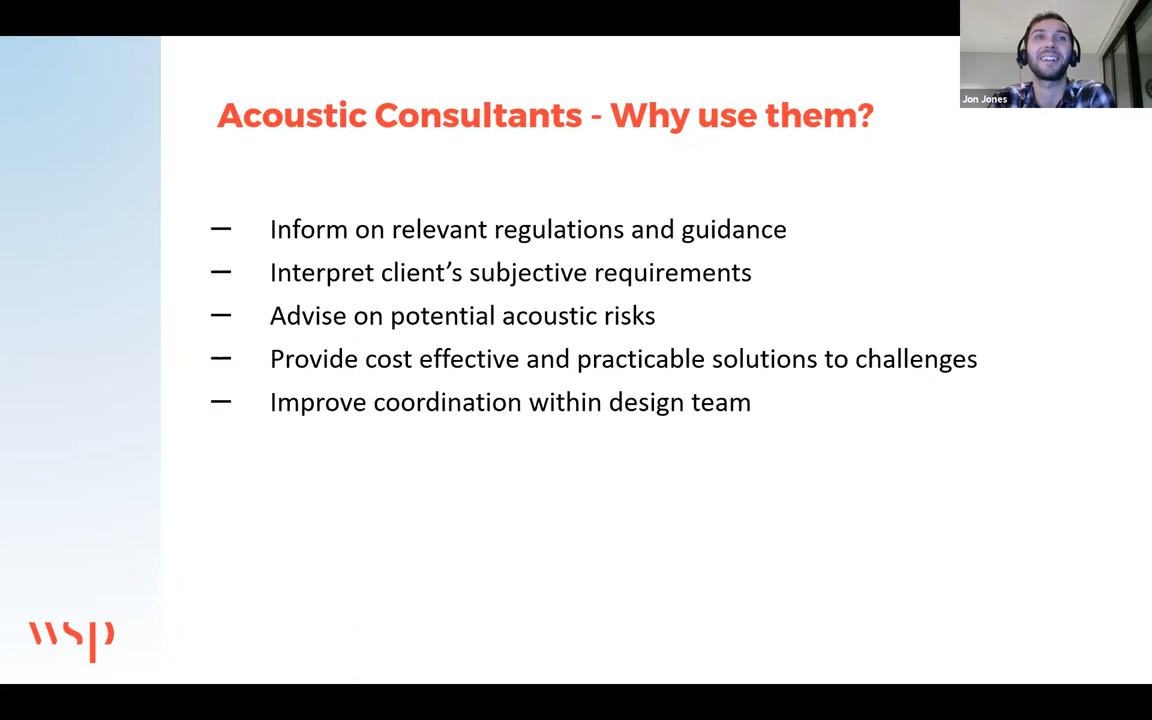 Jon Jones
Acoustic Consultants - Why use them?
— Inform on relevant regulations and guidance
— Interpret client’s subjective requirements
— Advise on potential acoustic risks
— Provide cost effective and practicable solutions to challenges
— Improve coordination within design team
wsp